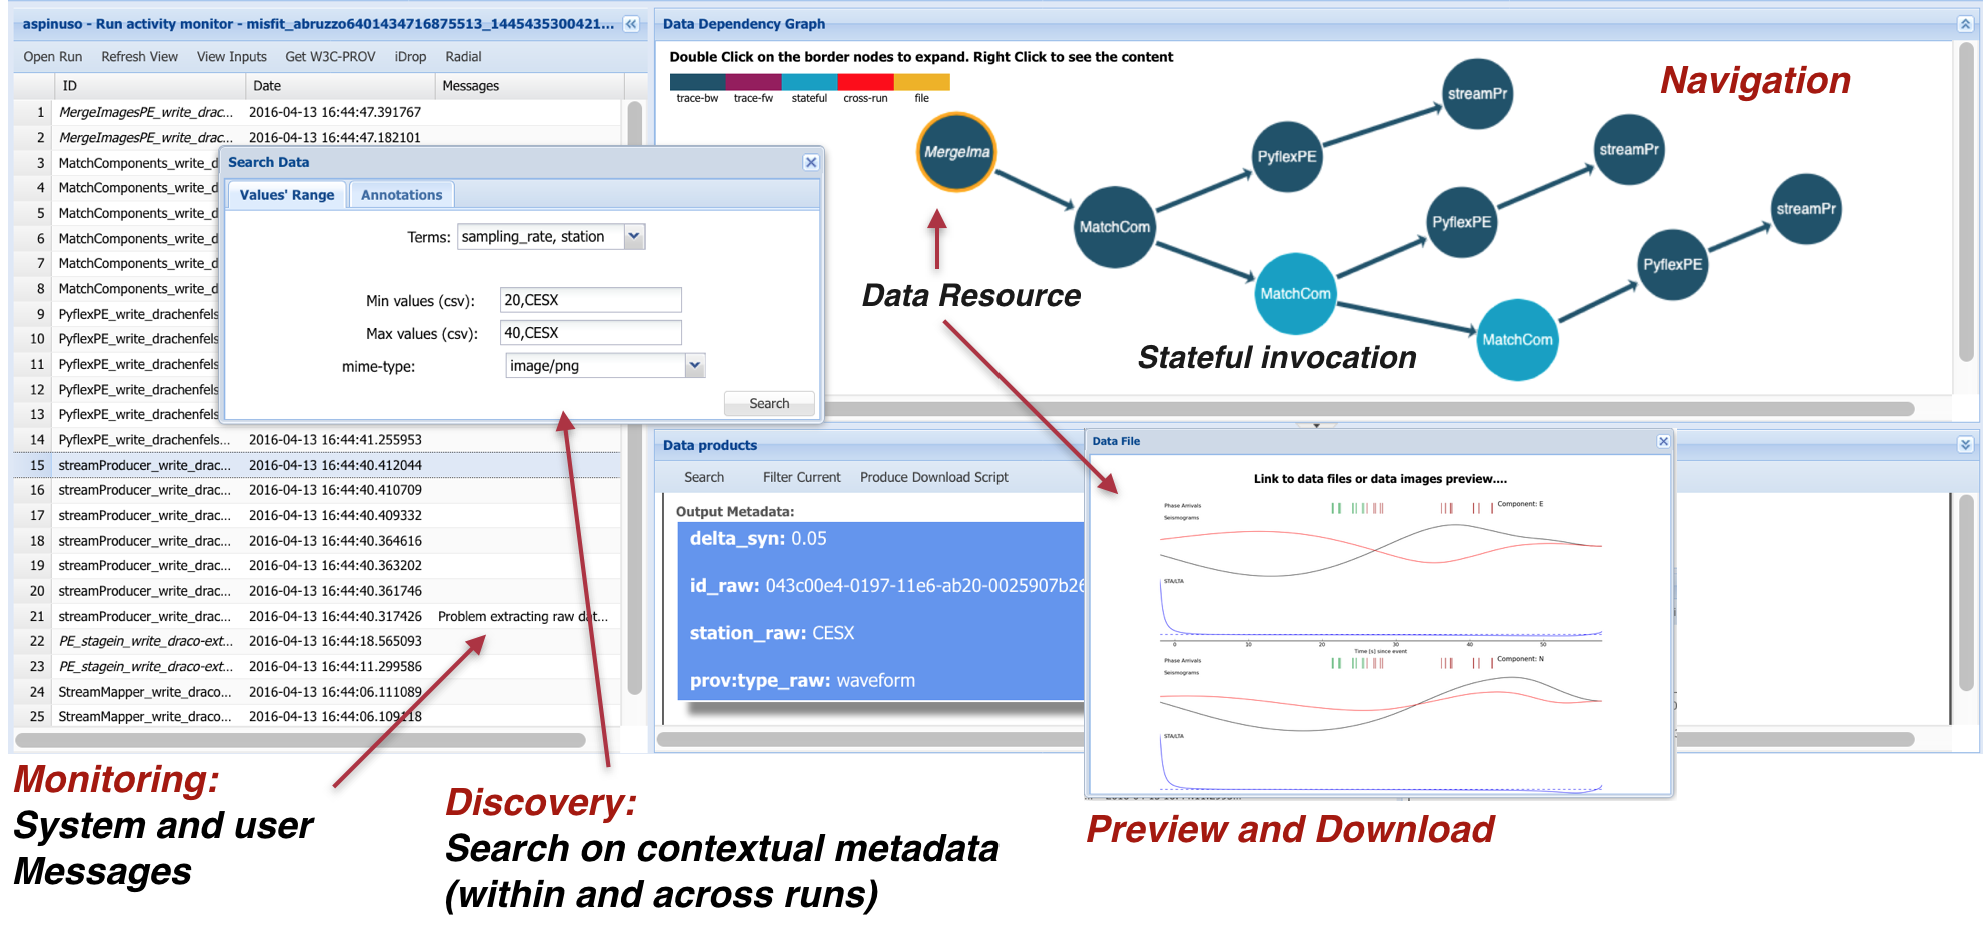 aspinuso - Run activity monitor - misfit_abruzzo6401434716875513_1445435300421...
Open Run Refresh View View Inputs Get W3C-PROV iDrop Radial
ID Date Messages
1 MergeImagesPE_write_drac... 2016-04-13 16:44:47.391767
2 MergeImagesPE_write_drac... 2016-04-13 16:44:47.182101
3 MatchComponents_write_d
4 MatchComponents_write_d
5 MatchComponents_write_d
6 MatchComponents_write_d
7 MatchComponents_write_d
8 MatchComponents_write_d
9 PyflexPE_write_drachenfels
10 PyflexPE_write_drachenfels
11 PyflexPE_write_drachenfels
12 PyflexPE_write_drachenfels
13 PyflexPE_write_drachenfels
14 PyflexPE_write_drachenfels... 2016-04-13 16:44:41.255953
15 streamProducer_write_drac... 2016-04-13 16:44:40.412044
16 streamProducer_write_drac... 2016-04-13 16:44:40.410709
17 streamProducer_write_drac... 2016-04-13 16:44:40.409332
18 streamProducer_write_drac... 2016-04-13 16:44:40.364616
19 streamProducer_write_drac... 2016-04-13 16:44:40.363202
20 streamProducer_write_drac... 2016-04-13 16:44:40.361746
21 streamProducer_write_drac... 2016-04-13 16:44:40.317426 Problem extracting raw dat...
22 PE_stagein_write_draco-ext... 2016-04-13 16:44:18.565093
23 PE_stagein_write_draco-ext... 2016-04-13 16:44:11.299586
24 StreamMapper_write_draco... 2016-04-13 16:44:06.111089
25 StreamMapper_write_draco... 2016-04-13 16:44:06.109118
Search Data
Values' Range Annotations
Terms: sampling_rate, station
Min values (csv): 20,CESX
Max values (csv): 40,CESX
mime-type: image/png
Search
Data Dependency Graph
Double Click on the border nodes to expand. Right Click to see the content
trace-bw trace-fw stateful cross-run file
Navigation
MergeIma
MatchCom
PyflexPE
streamPr
MatchCom
PyflexPE
streamPr
MatchCom
PyflexPE
streamPr
Data Resource
Stateful invocation
Data products
Search Filter Current Produce Download Script
Output Metadata:
delta_syn: 0.05
id_raw: 043c00e4-0197-11e6-ab20-0025907b26
station_raw: CESX
prov:type_raw: waveform
Data File
Link to data files or data images preview....
Phase Arrivals
Component: E
Seismograms
STA/LTA
0 10 20 30 40 50
Time [s] since event
Phase Arrivals
Component: N
Seismograms
STA/LTA
Monitoring:
System and user
Messages
Discovery:
Search on contextual metadata
(within and across runs)
Preview and Download